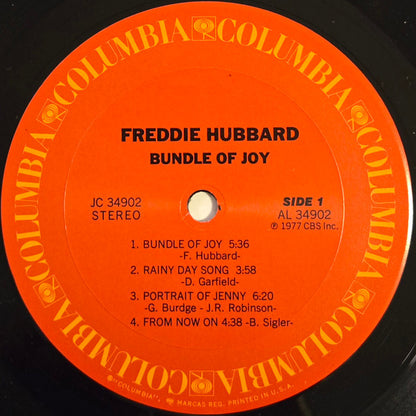 COLUMBIA COLUMBIA COLUMBIA COLUMBIA COLUMBIA COLUMBIA
FREDDIE HUBBARD
BUNDLE OF JOY
JC 34902
STEREO
SIDE 1
AL 34902
℗ 1977 CBS Inc.
1. BUNDLE OF JOY 5:36
-F. Hubbard-
2. RAINY DAY SONG 3:58
-D. Garfield-
3. PORTRAIT OF JENNY 6:20
-G. Burdge - J.R. Robinson-
4. FROM NOW ON 4:38 -B. Sigler-
® "COLUMBIA", MARCAS REG. PRINTED IN U.S.A.